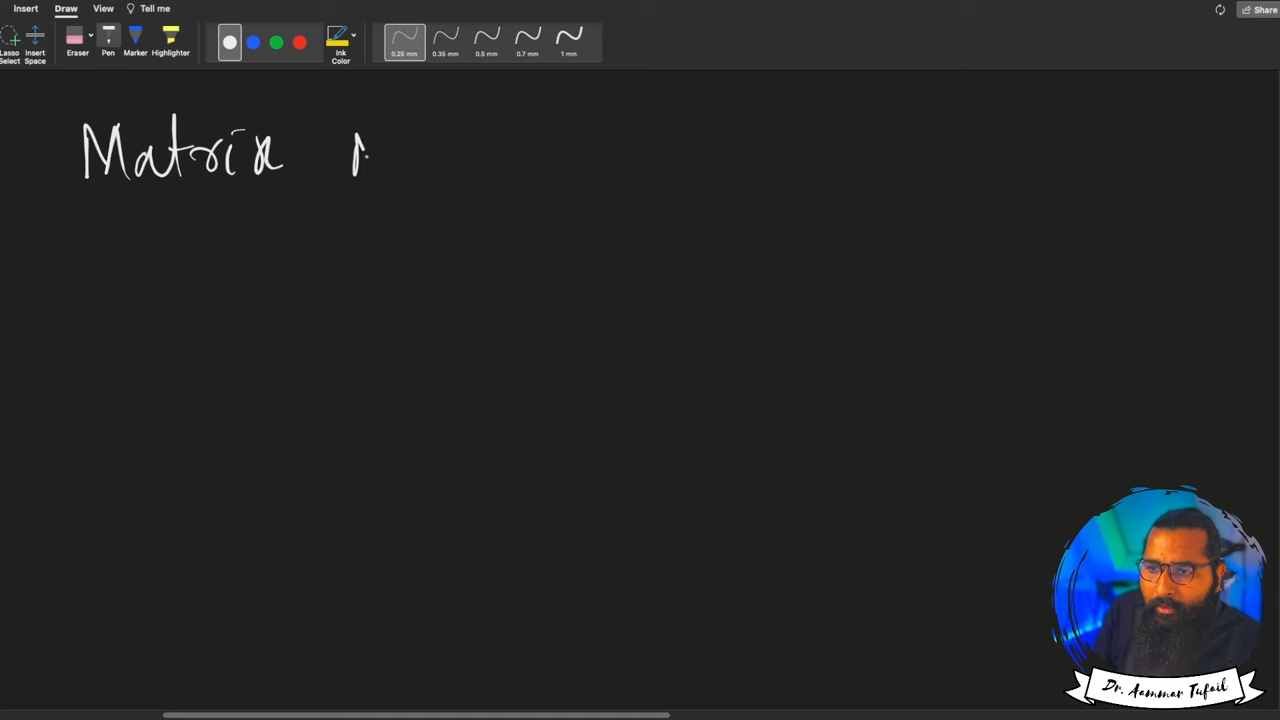 Insert Draw View Tell me Share
Lasso Select Insert Space Eraser Pen Marker Highlighter Ink Color 0.25 mm 0.35 mm 0.5 mm 0.7 mm 1 mm
Matrix
Dr. Aammar Tufail